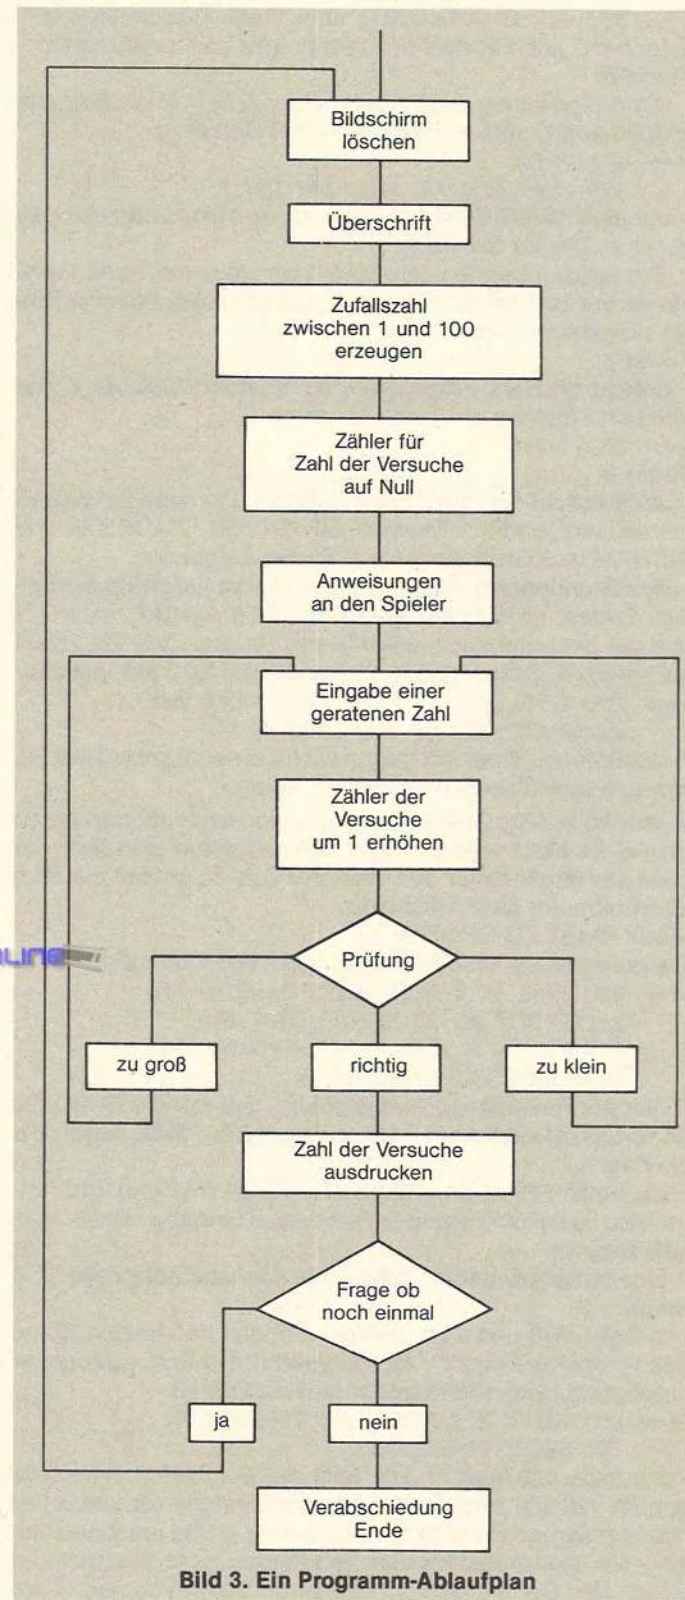 Bildschirm
löschen
Überschrift
Zufallszahl
zwischen 1 und 100
erzeugen
Zähler für
Zahl der Versuche
auf Null
Anweisungen
an den Spieler
Eingabe einer
geratenen Zahl
Zähler der
Versuche
um 1 erhöhen
Prüfung
zu groß
richtig
zu klein
Zahl der Versuche
ausdrucken
Frage ob
noch einmal
ja
nein
Verabschiedung
Ende
Bild 3. Ein Programm-Ablaufplan